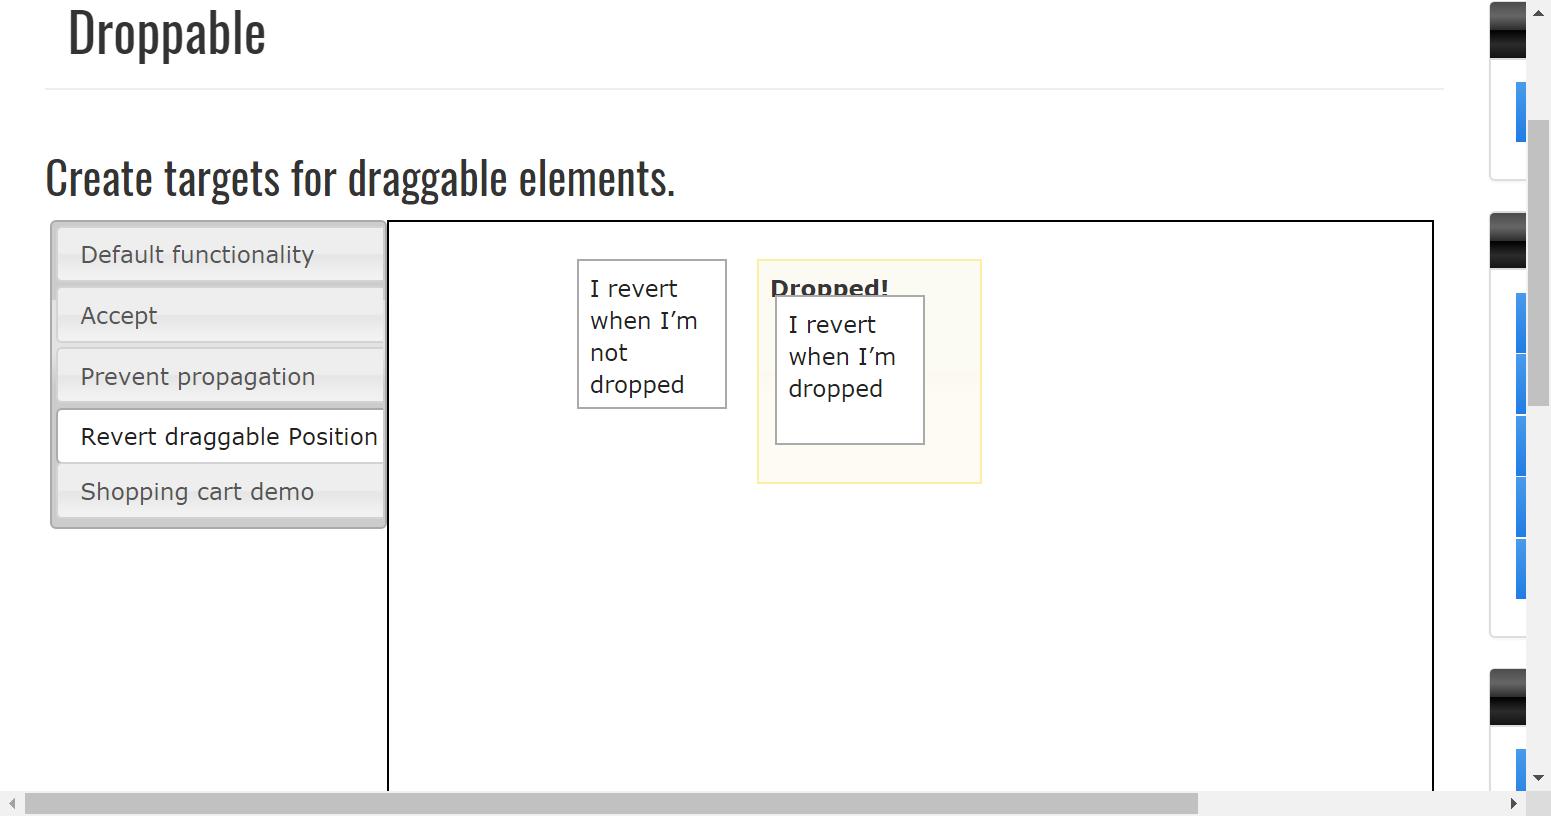 Droppable
Create targets for draggable elements.
Default functionality
Accept
Prevent propagation
Revert draggable Position
Shopping cart demo
I revert
when I’m
not
dropped
Dropped!
I revert
when I’m
dropped